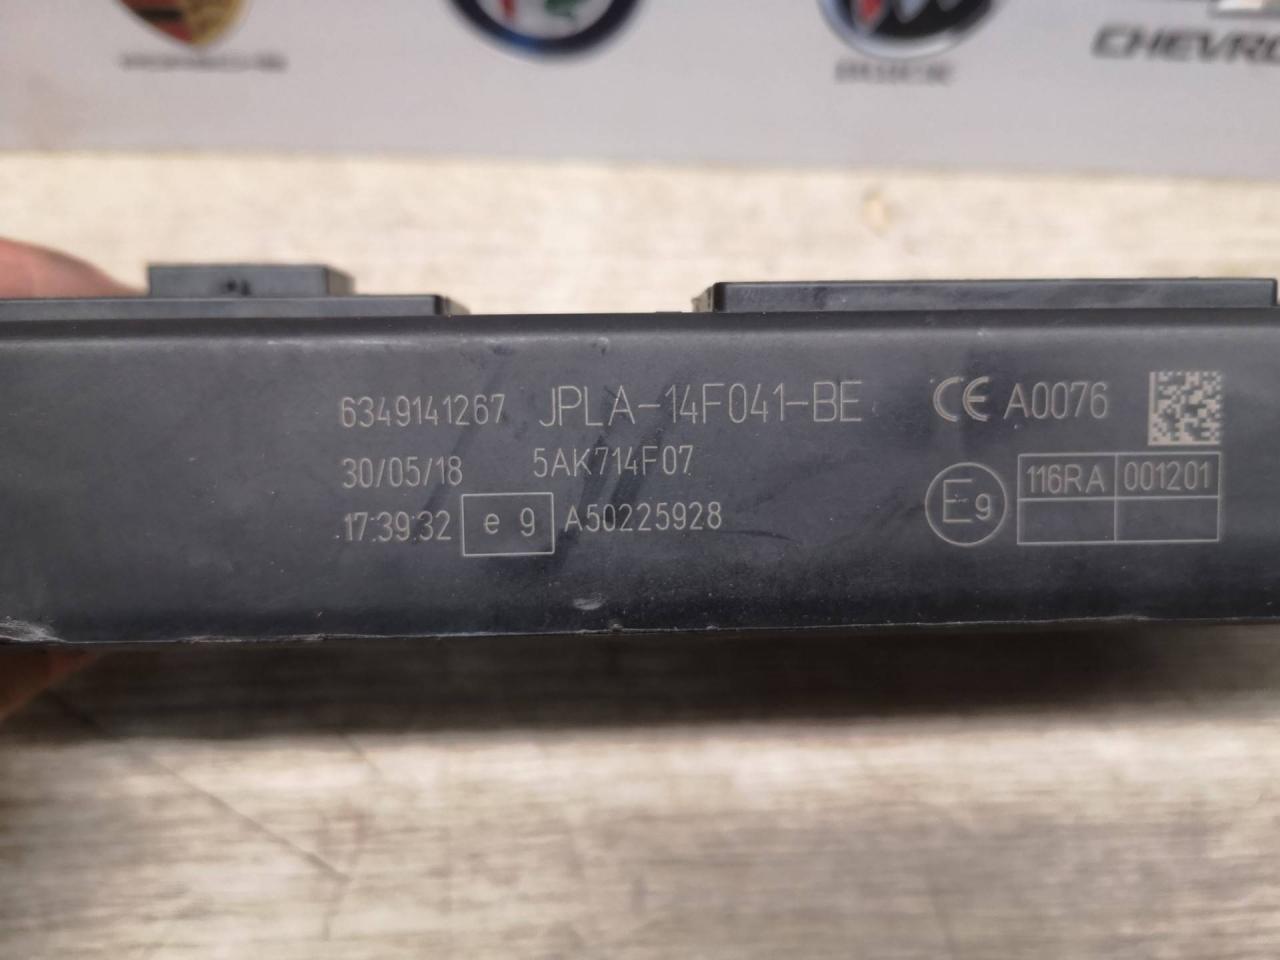 CHEVRO
6349141267 JPLA-14F041-BE CE A0076
30/05/18 5AK714F07
17:39:32 e 9 A50225928
E9 116RA 001201